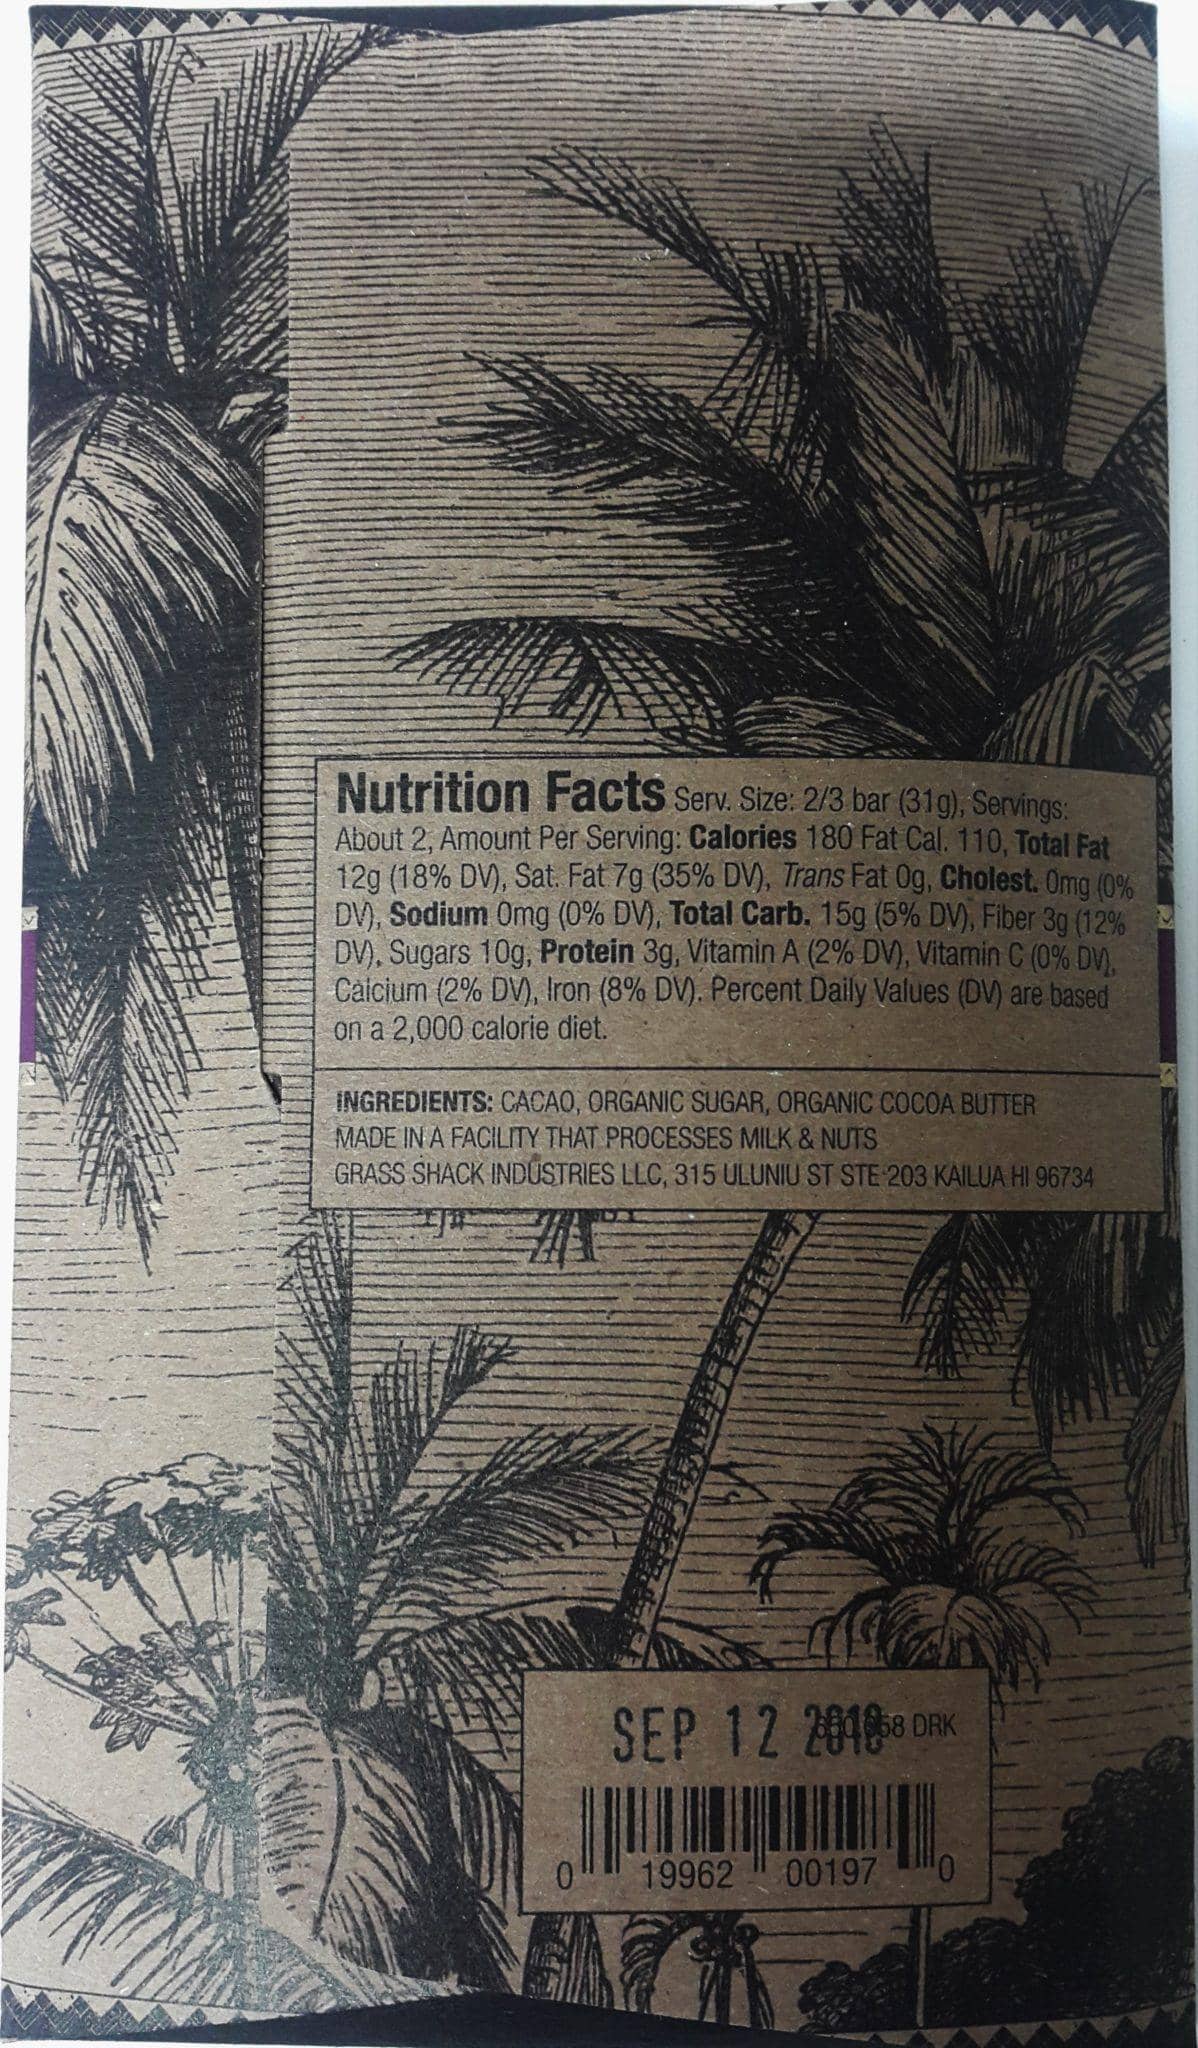 Nutrition Facts Serv. Size: 2/3 bar (31g), Servings:
About 2, Amount Per Serving: Calories 180 Fat Cal. 110, Total Fat
12g (18% DV), Sat. Fat 7g (35% DV), Trans Fat 0g, Cholest. 0mg (0%
DV), Sodium 0mg (0% DV), Total Carb. 15g (5% DV), Fiber 3g (12%
DV), Sugars 10g, Protein 3g, Vitamin A (2% DV), Vitamin C (0% DV),
Calcium (2% DV), Iron (8% DV). Percent Daily Values (DV) are based
on a 2,000 calorie diet.
INGREDIENTS: CACAO, ORGANIC SUGAR, ORGANIC COCOA BUTTER
MADE IN A FACILITY THAT PROCESSES MILK & NUTS
GRASS SHACK INDUSTRIES LLC, 315 ULUNIU ST STE 203 KAILUA HI 96734
SEP 12 DRK
0 19962 00197 0